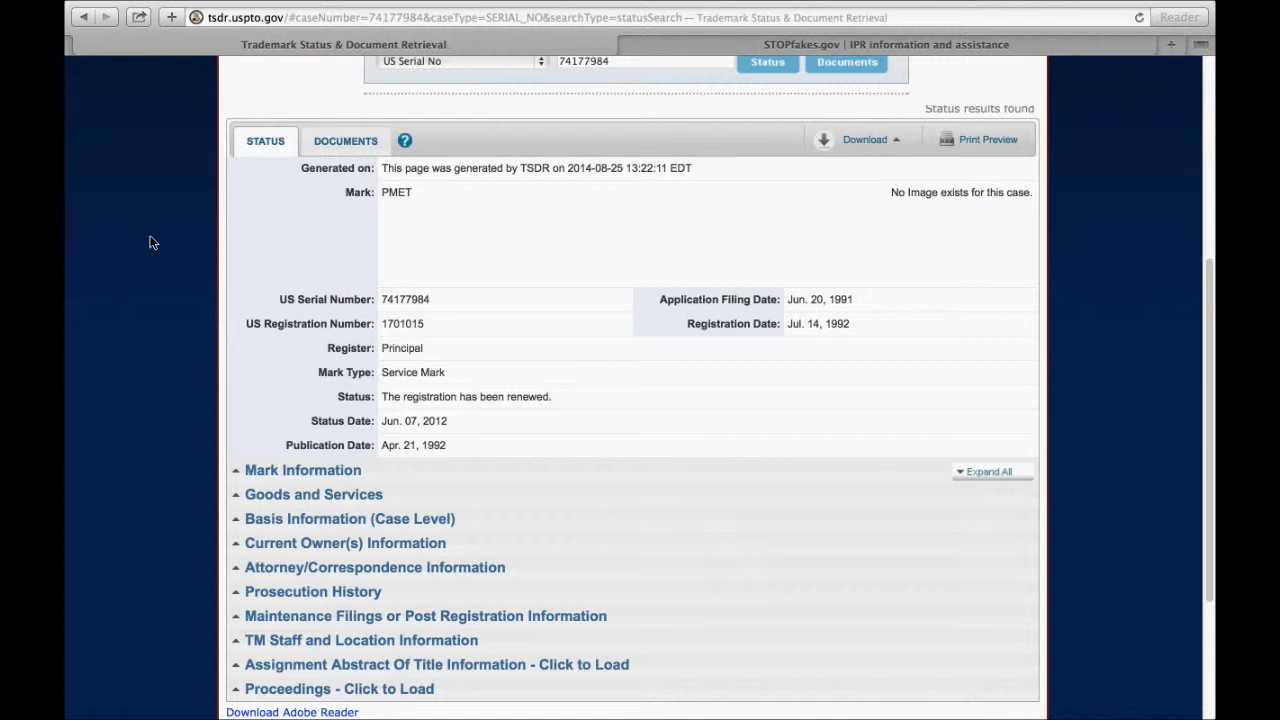 tsdr.uspto.gov/#caseNumber=74177984&caseType=SERIAL_NO&searchType=statusSearch — Trademark Status & Document Retrieval Reader
Trademark Status & Document Retrieval STOPfakes.gov | IPR information and assistance
US Serial No 74177984 Status Documents
Status results found
STATUS DOCUMENTS ? Download Print Preview
Generated on: This page was generated by TSDR on 2014-08-25 13:22:11 EDT
Mark: PMET No Image exists for this case.
US Serial Number: 74177984 Application Filing Date: Jun. 20, 1991
US Registration Number: 1701015 Registration Date: Jul. 14, 1992
Register: Principal
Mark Type: Service Mark
Status: The registration has been renewed.
Status Date: Jun. 07, 2012
Publication Date: Apr. 21, 1992
Mark Information Expand All
Goods and Services
Basis Information (Case Level)
Current Owner(s) Information
Attorney/Correspondence Information
Prosecution History
Maintenance Filings or Post Registration Information
TM Staff and Location Information
Assignment Abstract Of Title Information - Click to Load
Proceedings - Click to Load
Download Adobe Reader